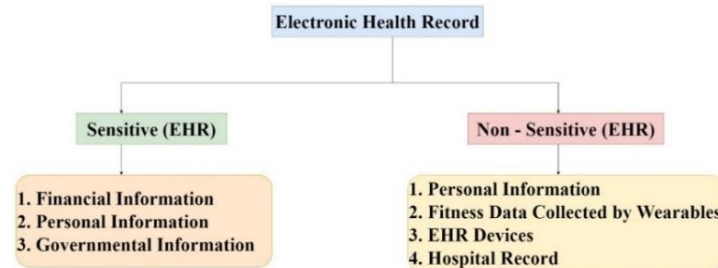 Electronic Health Record
Sensitive (EHR)
Non - Sensitive (EHR)
1. Financial Information
2. Personal Information
3. Governmental Information
1. Personal Information
2. Fitness Data Collected by Wearables
3. EHR Devices
4. Hospital Record